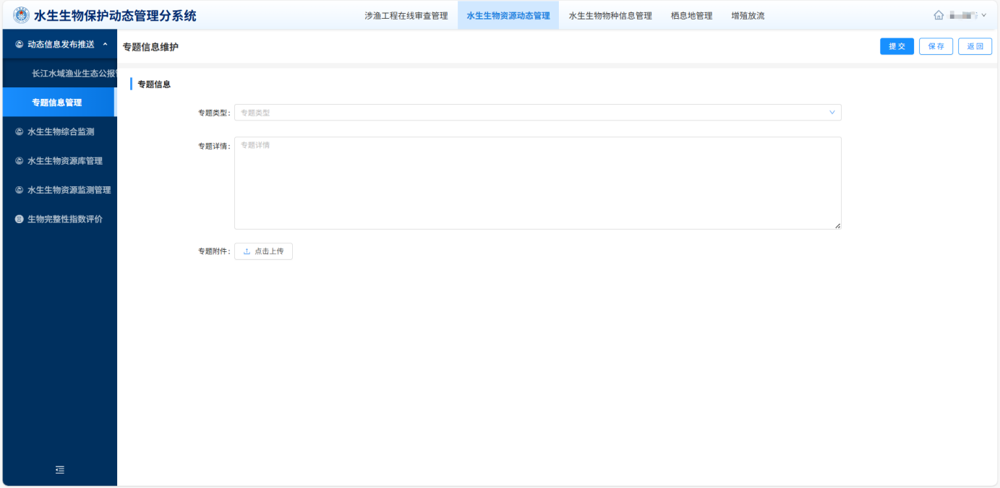 水生生物保护动态管理分系统
涉渔工程在线审查管理 水生生物资源动态管理 水生生物物种信息管理 栖息地管理 增殖放流
动态信息发布推送
长江水域渔业生态公报
专题信息管理
水生生物综合监测
水生生物资源库管理
水生生物资源监测管理
生物完整性指数评价
专题信息维护
提交 保存 返回
专题信息
专题类型: 专题类型
专题详情: 专题详情
专题附件: 点击上传